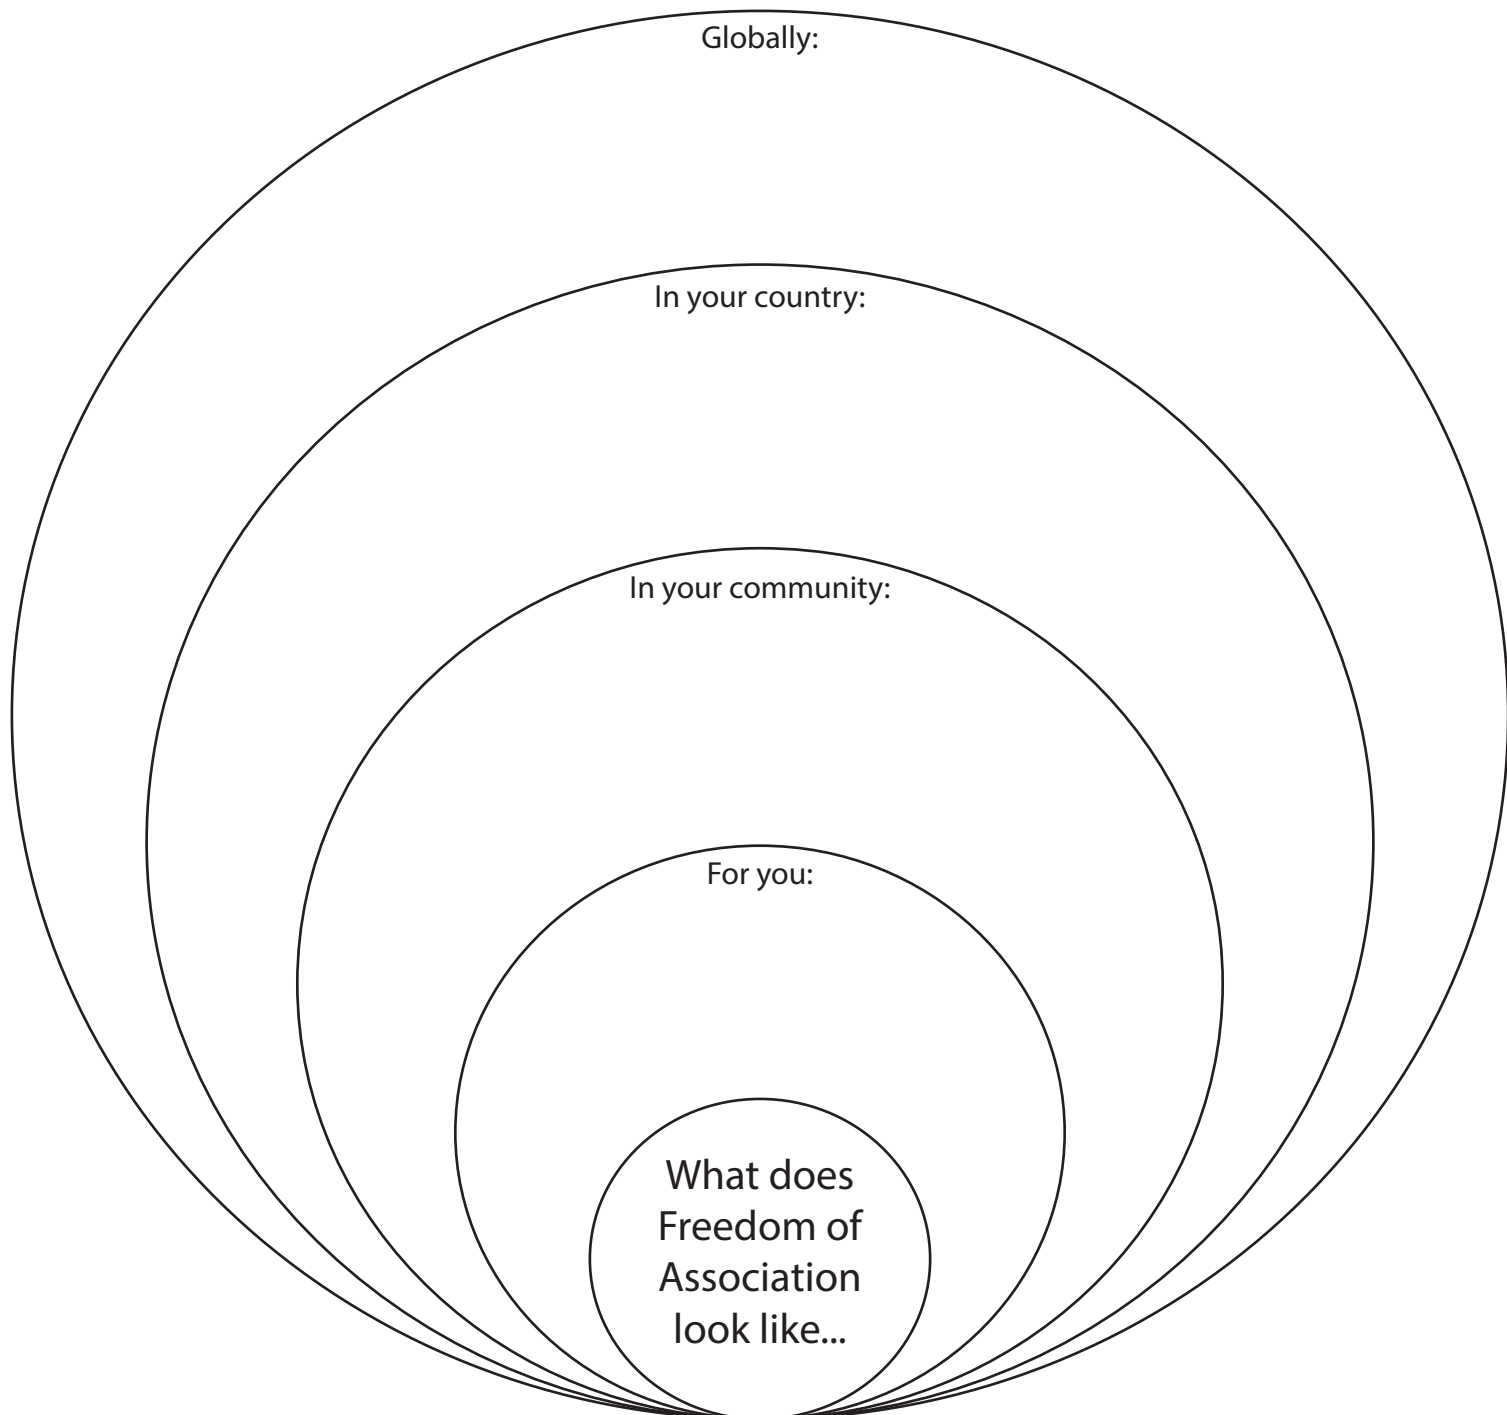 Globally:
In your country:
In your community:
For you:
What does
Freedom of
Association
look like...